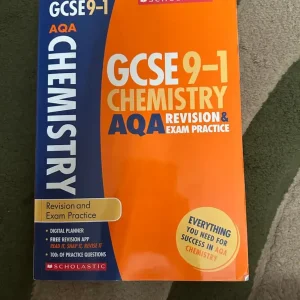 GCSE 9–1
AQA
CHEMISTRY
Revision and
Exam Practice
• DIGITAL PLANNER
• FREE REVISION APP
• 100s OF PRACTICE QUESTIONS
SCHOLASTIC
SCHOLASTIC
GCSE 9–1
CHEMISTRY
AQA REVISION &
EXAM PRACTICE
EVERYTHING
YOU NEED FOR
SUCCESS IN AQA
CHEMISTRY